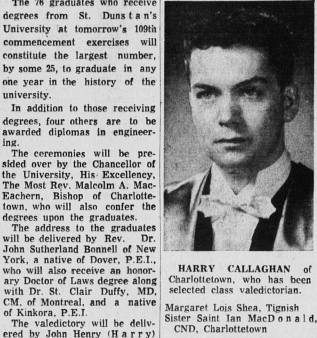 The 76 graduates who receive
degrees from St. Dunstan's
University at tomorrow's 109th
commencement exercises will
constitute the largest number,
by some 25, to graduate in any
one year in the history of the
university.
In addition to those receiving
degrees, four others are to be
awarded diplomas in engineer-
ing.
The ceremonies will be pre-
sided over by the Chancellor of
the University, His Excellency,
The Most Rev. Malcolm A. Mac-
Eachern, Bishop of Charlotte-
town, who will also confer the
degrees upon the graduates.
The address to the graduates
will be delivered by Rev. Dr.
John Sutherland Bonnell of New
York, a native of Dover, P.E.I.,
who will also receive an honor-
ary Doctor of Laws degree along
with Dr. St. Clair Duffy, MD,
CM, of Montreal, and a native
of Kinkora, P.E.I.
The valedictory will be deliv-
ered by John Henry (Harry)
HARRY CALLAGHAN of
Charlottetown, who has been
selected class valedictorian.
Margaret Lois Shea, Tignish
Sister Saint Ian MacDonald,
CND, Charlottetown